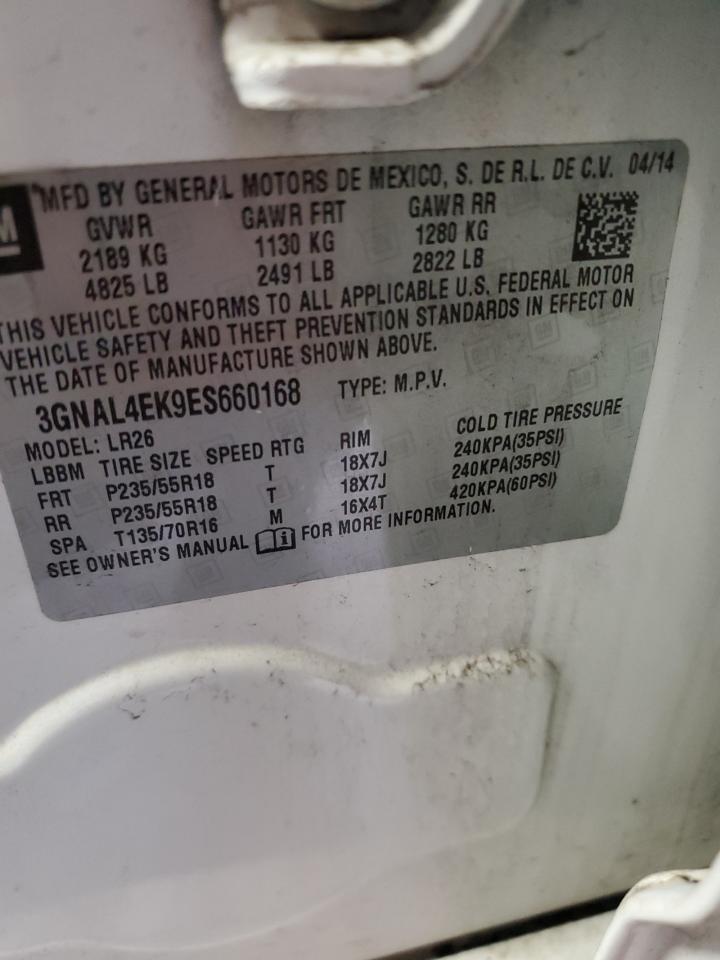 MFD BY GENERAL MOTORS DE MEXICO, S. DE R.L. DE C.V. 04/14
GVWR GAWR FRT GAWR RR
2189 KG 1130 KG 1280 KG
4825 LB 2491 LB 2822 LB
THIS VEHICLE CONFORMS TO ALL APPLICABLE U.S. FEDERAL MOTOR
VEHICLE SAFETY AND THEFT PREVENTION STANDARDS IN EFFECT ON
THE DATE OF MANUFACTURE SHOWN ABOVE.
3GNAL4EK9ES660168 TYPE: M.P.V.
MODEL: LR26
LBBM TIRE SIZE SPEED RTG RIM COLD TIRE PRESSURE
FRT P235/55R18 T 18X7J 240KPA(35PSI)
RR P235/55R18 T 18X7J 240KPA(35PSI)
SPA T135/70R16 M 16X4T 420KPA(60PSI)
SEE OWNER'S MANUAL FOR MORE INFORMATION.